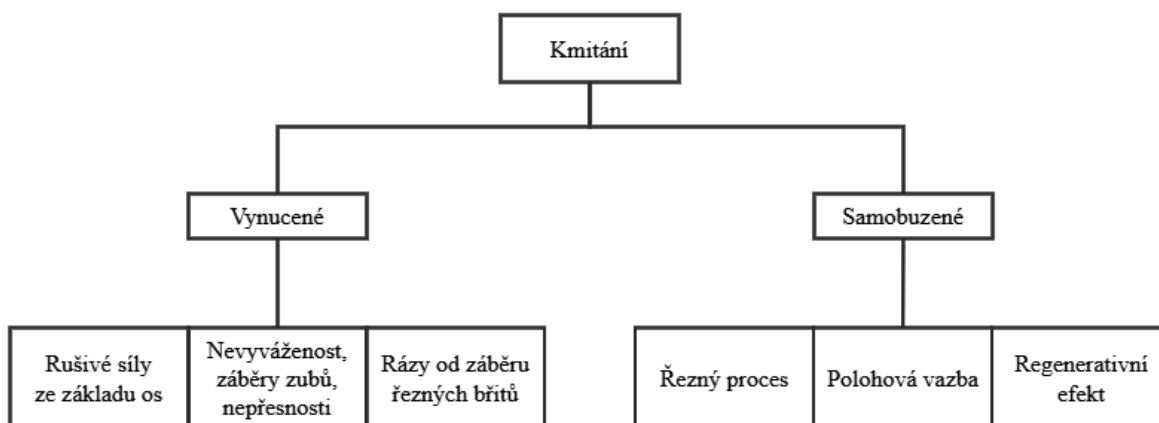 Kmitání
Vynucené
Samobuzené
Rušivé síly
ze základu os
Nevyváženost,
záběry zubů,
nepřesnosti
Rázy od záběru
řezných břitů
Řezný proces
Polohová vazba
Regenerativní
efekt